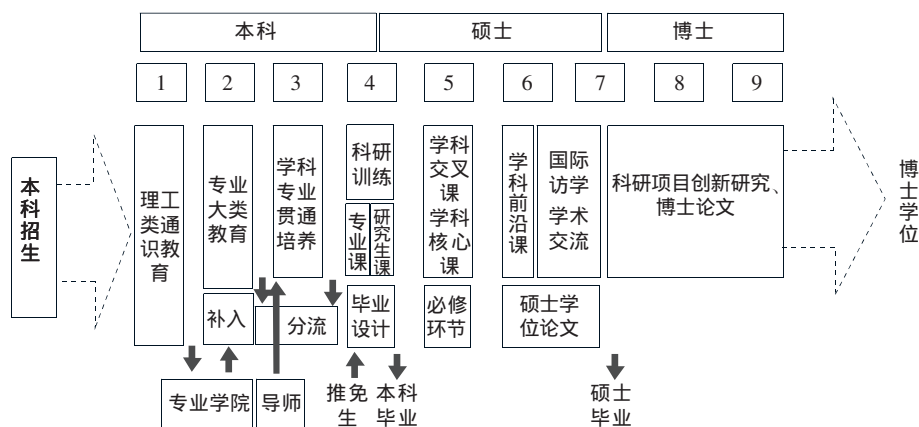 本科
硕士
博士
1
2
3
4
5
6
7
8
9
本科招生
理工
类通
识教
育
专业
大类
教育
学科
专业
贯通
培养
科研
训练
专业课
研究生课
学科
交叉
课
学科
核心
课
学科前沿课
国际
访学
学术
交流
科研项目创新研究、
博士论文
博士学位
补入
分流
毕业
设计
必修
环节
硕士学
位论文
专业学院
导师
推免
生
本科
毕业
硕士
毕业